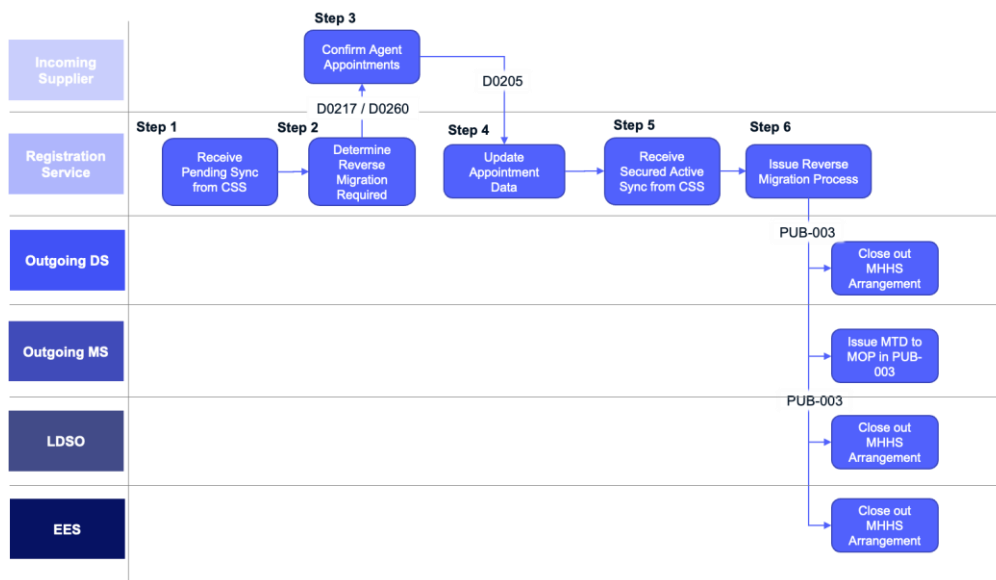 Step 3
Incoming
Supplier
Confirm Agent
Appointments
D0205
D0217 / D0260
Step 1
Step 2
Step 4
Step 5
Step 6
Registration
Service
Receive
Pending Sync
from CSS
Determine
Reverse
Migration
Required
Update
Appointment
Data
Receive
Secured Active
Sync from CSS
Issue Reverse
Migration Process
PUB-003
Outgoing DS
Close out
MHHS
Arrangement
Outgoing MS
Issue MTD to
MOP in PUB-
003
PUB-003
LDSO
Close out
MHHS
Arrangement
EES
Close out
MHHS
Arrangement